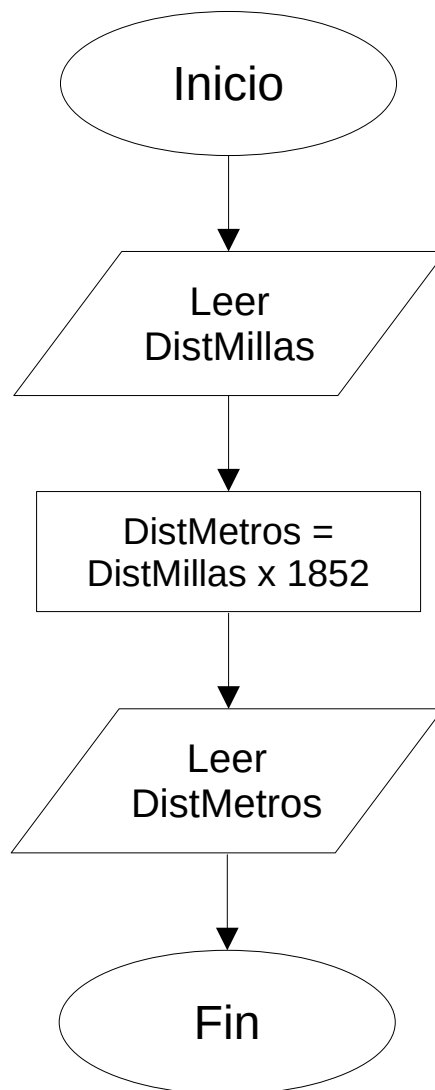 Inicio
Leer
DistMillas
DistMetros =
DistMillas x 1852
Leer
DistMetros
Fin